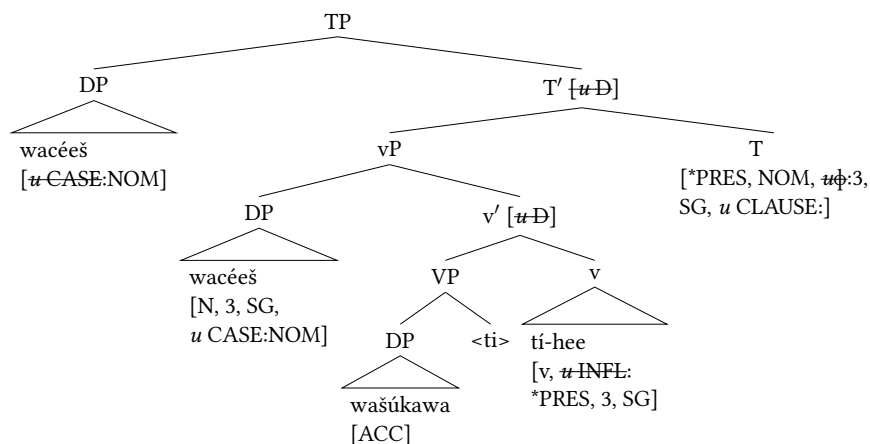 TP
DP T′ [u D]
wacéeš
[u CASE:NOM]
vP T
[*PRES, NOM, uϕ:3,
SG, u CLAUSE:]
DP v′ [u D]
wacéeš
[N, 3, SG,
u CASE:NOM]
VP v
DP <ti> tí-hee
[v, u INFL:
*PRES, 3, SG]
wašúkawa
[ACC]